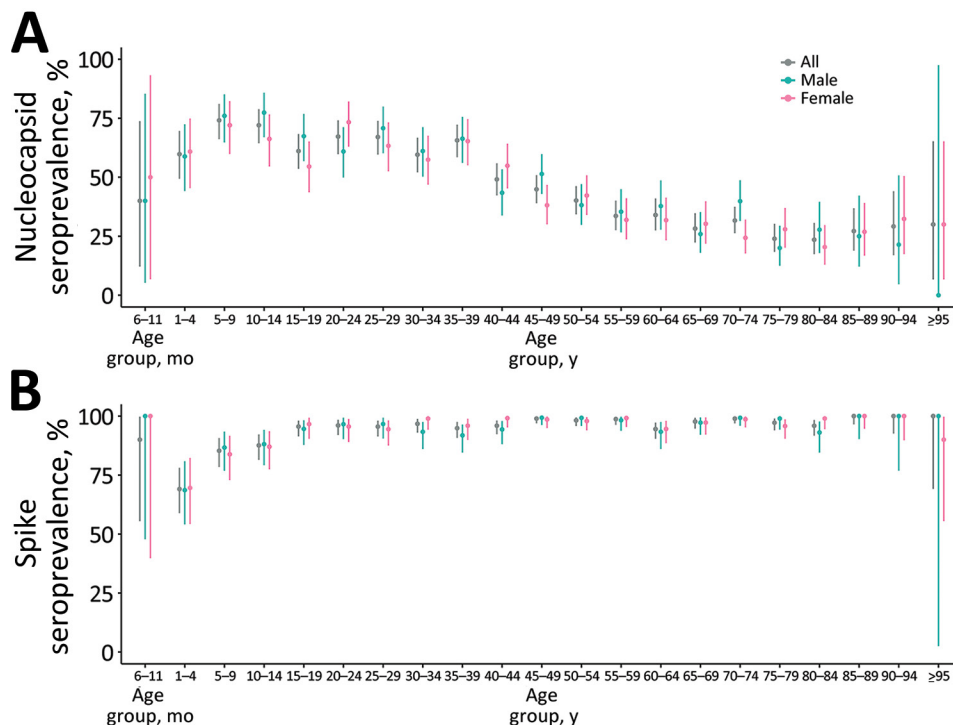 A
Nucleocapsid
seroprevalence, %
100
75
50
25
0
All
Male
Female
6–11 1–4 5–9 10–14 15–19 20–24 25–29 30–34 35–39 40–44 45–49 50–54 55–59 60–64 65–69 70–74 75–79 80–84 85–89 90–94 ≥95
Age
group, mo
Age
group, y
B
Spike
seroprevalence, %
100
75
50
25
0
6–11 1–4 5–9 10–14 15–19 20–24 25–29 30–34 35–39 40–44 45–49 50–54 55–59 60–64 65–69 70–74 75–79 80–84 85–89 90–94 ≥95
Age
group, mo
Age
group, y